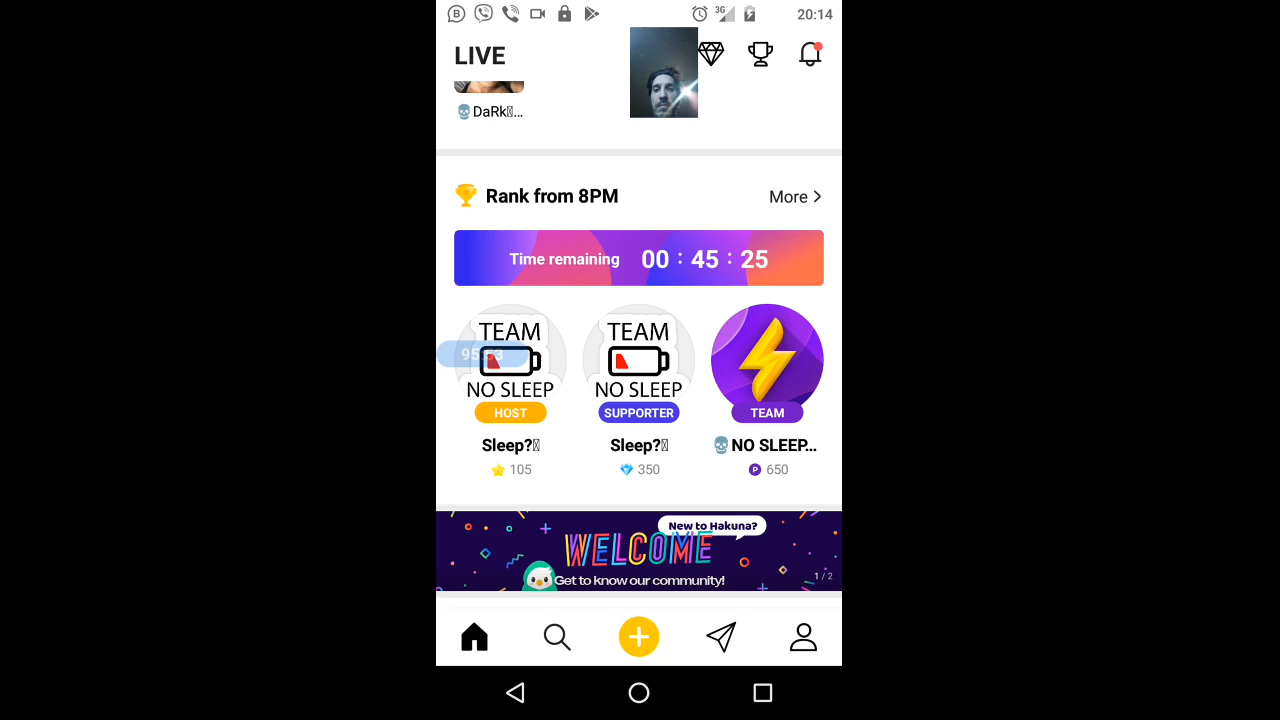 3G
20:14
LIVE
💀DaRk▯...
Rank from 8PM
More >
Time remaining 00 : 45 : 25
TEAM
NO SLEEP
HOST
TEAM
NO SLEEP
SUPPORTER
TEAM
Sleep?▯
Sleep?▯
💀NO SLEEP...
105
350
P 650
New to Hakuna?
WELCOME
Get to know our community!
1 / 2